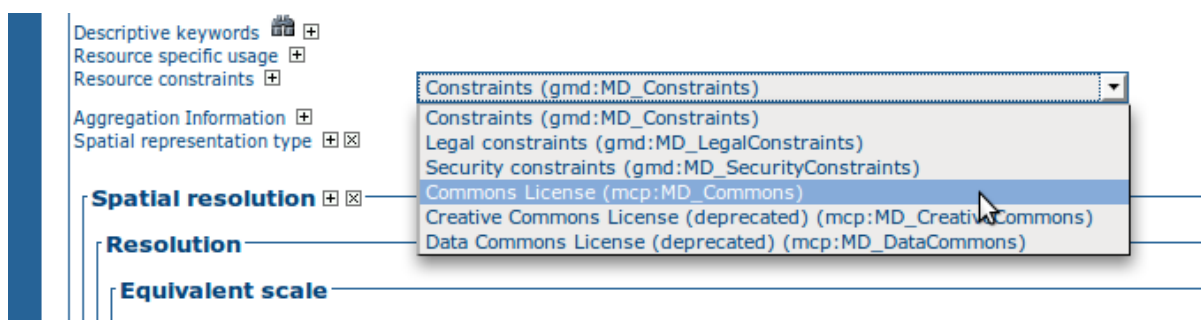 Descriptive keywords
Resource specific usage
Resource constraints
Constraints (gmd:MD_Constraints)
Constraints (gmd:MD_Constraints)
Legal constraints (gmd:MD_LegalConstraints)
Security constraints (gmd:MD_SecurityConstraints)
Commons License (mcp:MD_Commons)
Creative Commons License (deprecated) (mcp:MD_CreativeCommons)
Data Commons License (deprecated) (mcp:MD_DataCommons)
Aggregation Information
Spatial representation type
Spatial resolution
Resolution
Equivalent scale